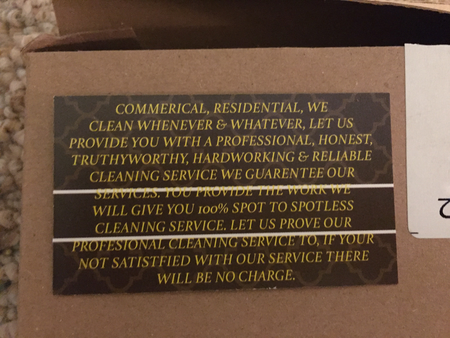 COMMERICAL, RESIDENTIAL, WE
CLEAN WHENEVER & WHATEVER, LET US
PROVIDE YOU WITH A PROFESSIONAL, HONEST,
TRUTHYWORTHY, HARDWORKING & RELIABLE
CLEANING SERVICE WE GUARENTEE OUR
SERVICES. YOU PROVIDE THE WORK WE
WILL GIVE YOU 100% SPOT TO SPOTLESS
CLEANING SERVICE. LET US PROVE OUR
PROFESIONAL CLEANING SERVICE TO, IF YOUR
NOT SATISTFIED WITH OUR SERVICE THERE
WILL BE NO CHARGE.